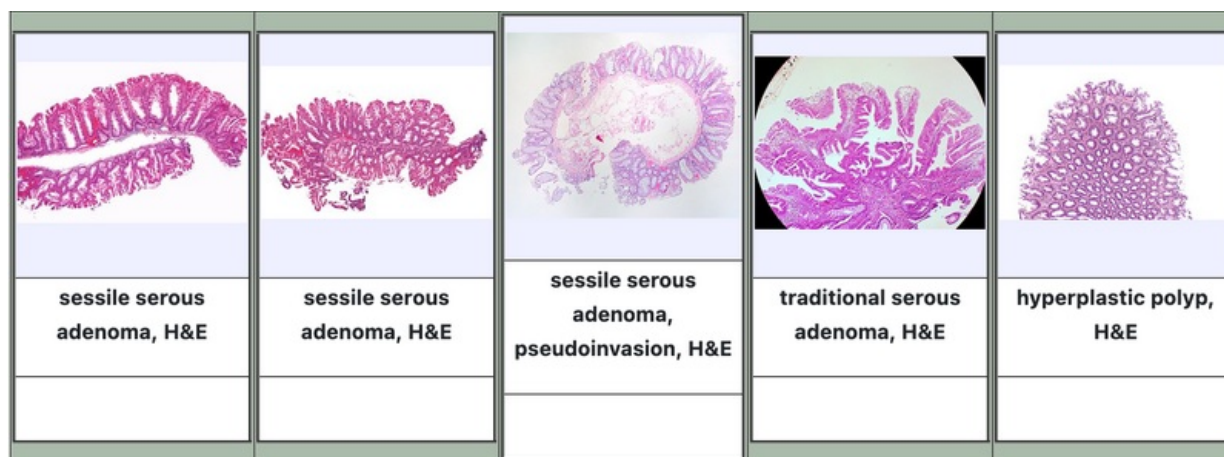 sessile serous
adenoma, H&E
sessile serous
adenoma, H&E
sessile serous
adenoma,
pseudoinvasion, H&E
traditional serous
adenoma, H&E
hyperplastic polyp,
H&E